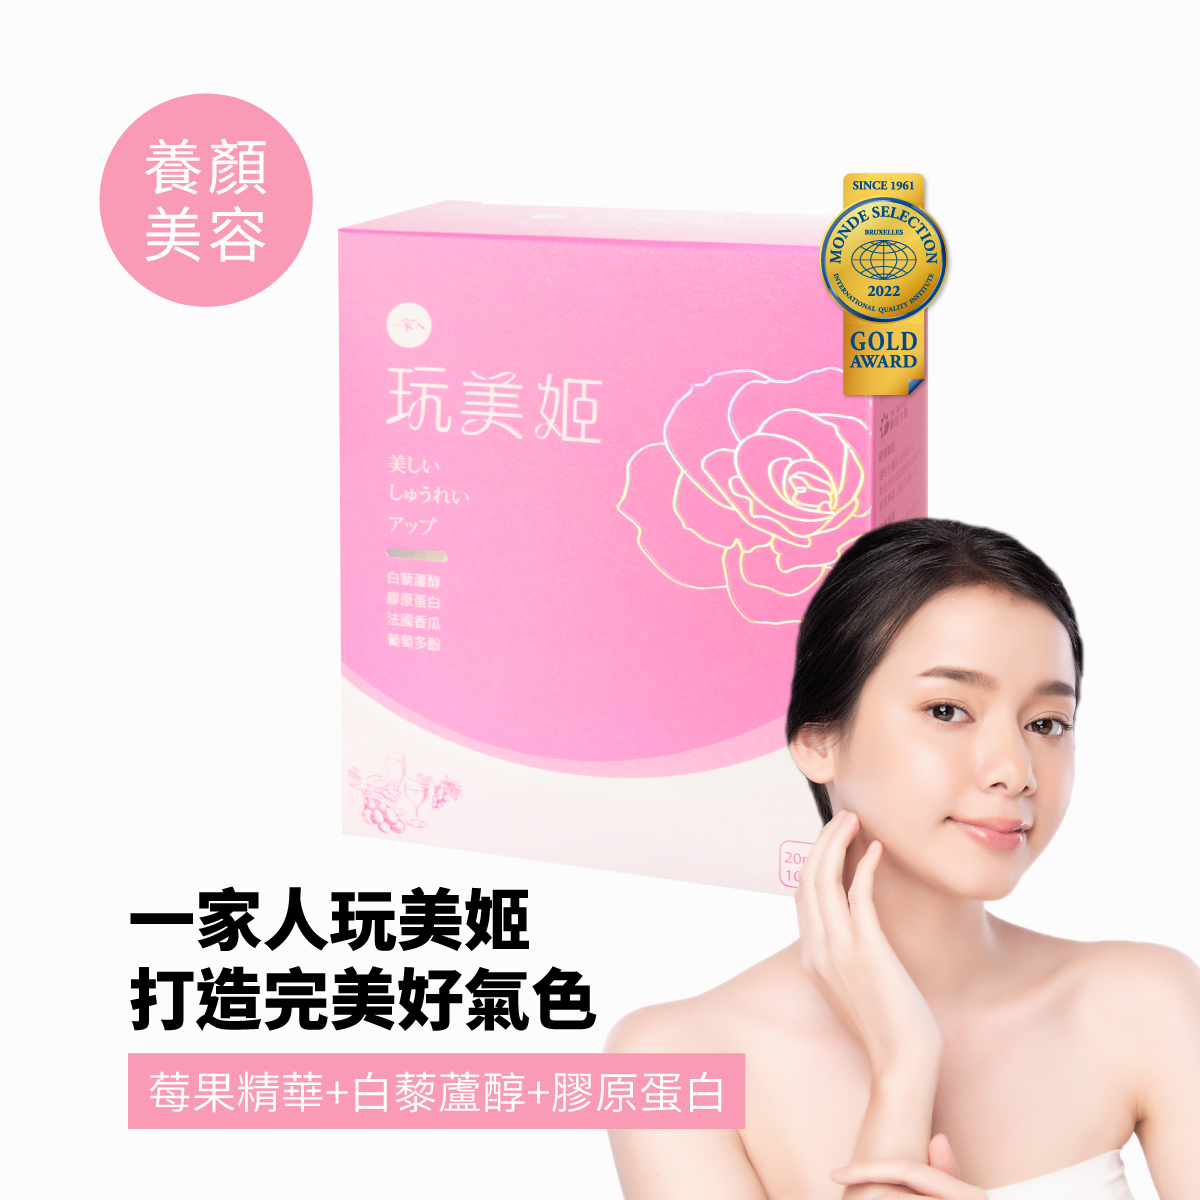 養顏
美容
SINCE 1961
MONDE SELECTION
BRUXELLES
2022
INTERNATIONAL QUALITY INSTITUTE
GOLD
AWARD
一家人
玩美姬
美しい
しゅうれい
アップ
白藜蘆醇
膠原蛋白
法國香瓜
葡萄多酚
一家人玩美姬
打造完美好氣色
莓果精華+白藜蘆醇+膠原蛋白